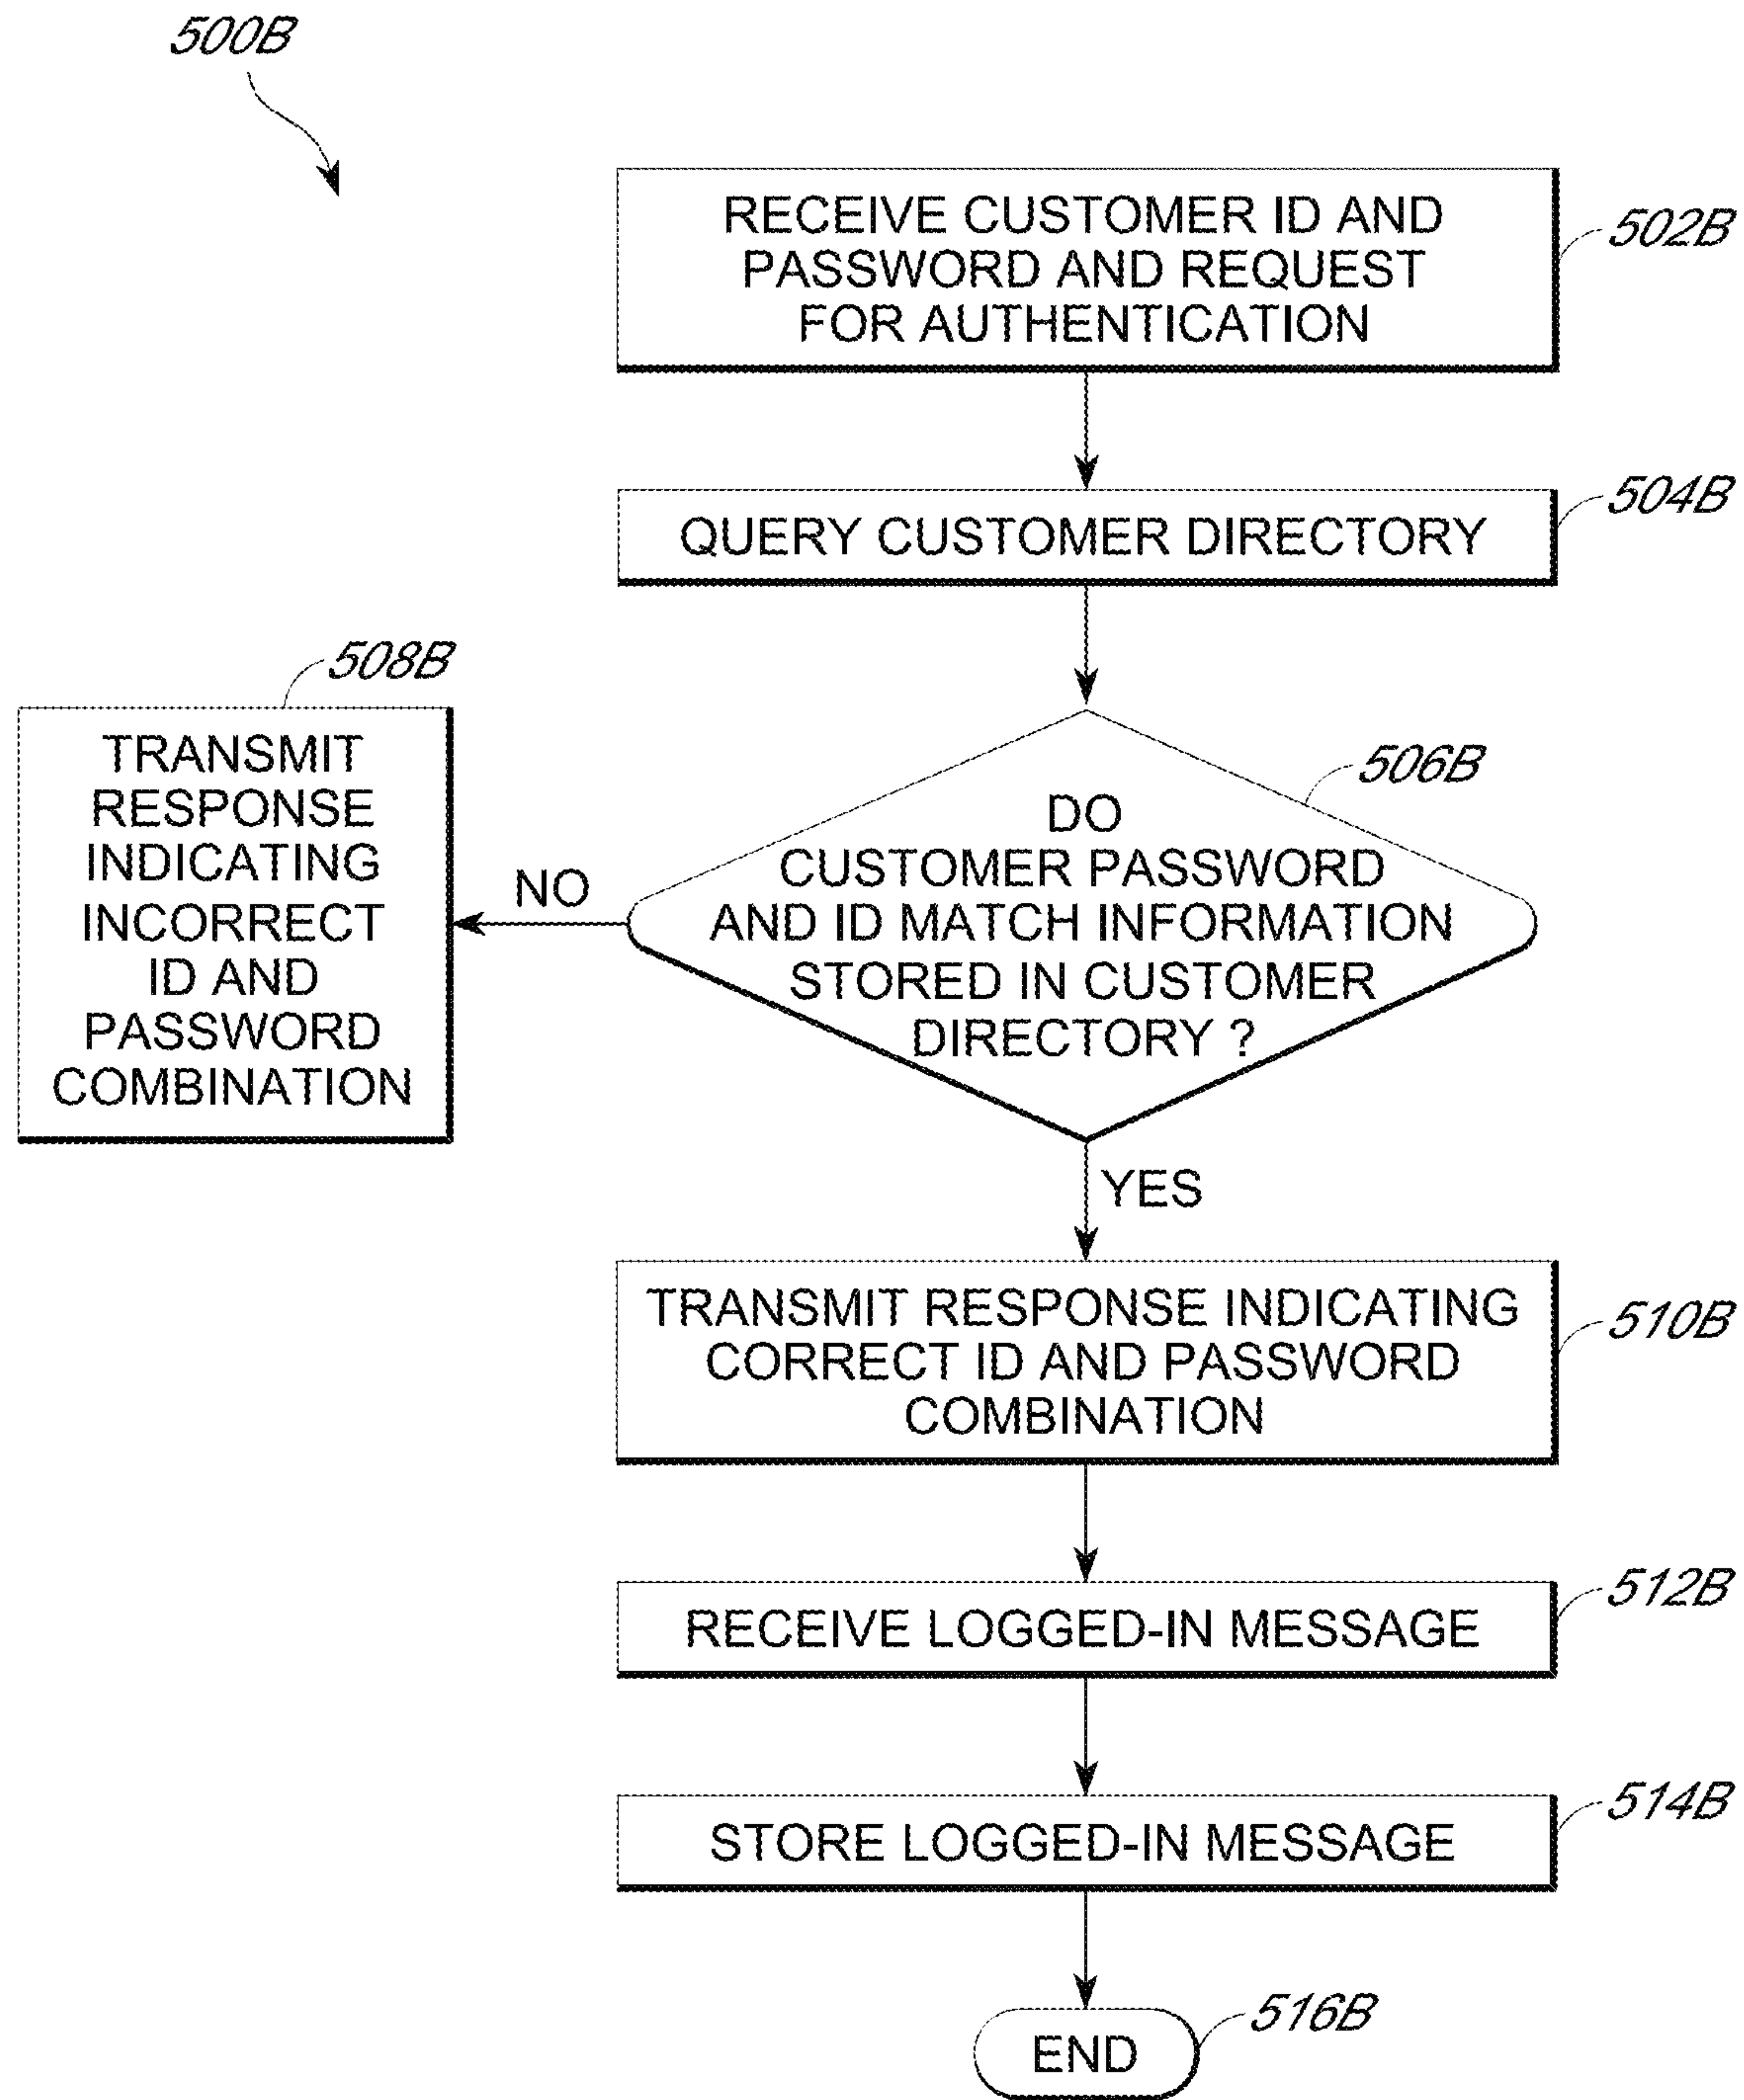 500B
RECEIVE CUSTOMER ID AND
PASSWORD AND REQUEST
FOR AUTHENTICATION
502B
QUERY CUSTOMER DIRECTORY
504B
508B
TRANSMIT
RESPONSE
INDICATING
INCORRECT
ID AND
PASSWORD
COMBINATION
NO
506B
DO
CUSTOMER PASSWORD
AND ID MATCH INFORMATION
STORED IN CUSTOMER
DIRECTORY ?
YES
TRANSMIT RESPONSE INDICATING
CORRECT ID AND PASSWORD
COMBINATION
510B
RECEIVE LOGGED-IN MESSAGE
512B
STORE LOGGED-IN MESSAGE
514B
END
516B